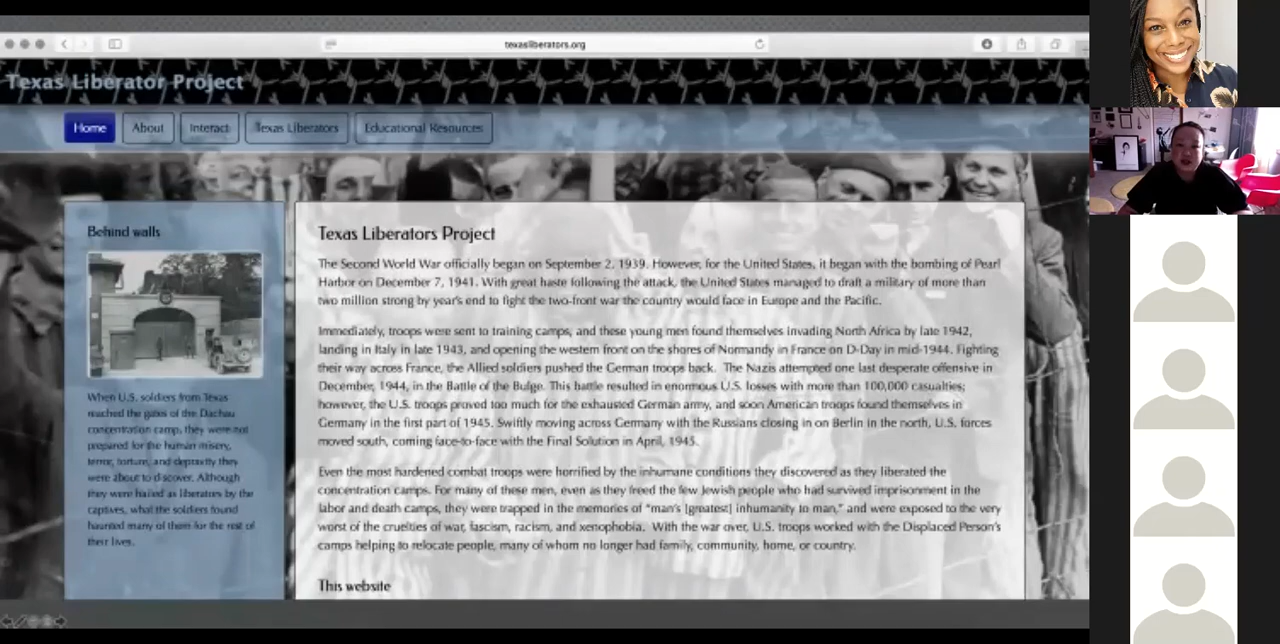 texasliberators.org
Texas Liberator Project
Home
About
Interact
Texas Liberators
Educational Resources
Behind walls
When U.S. soldiers from Texas
reached the gates of the Dachau
concentration camp, they were not
prepared for the human misery,
terror, torture, and depravity they
were about to discover. Although
they were hailed as liberators by the
captives, what the soldiers found
haunted many of them for the rest of
their lives.
Texas Liberators Project
The Second World War officially began on September 2, 1939. However, for the United States, it began with the bombing of Pearl
Harbor on December 7, 1941. With great haste following the attack, the United States managed to draft a military of more than
two million strong by year's end to fight the two-front war the country would face in Europe and the Pacific.
Immediately, troops were sent to training camps, and these young men found themselves invading North Africa by late 1942,
landing in Italy in late 1943, and opening the western front on the shores of Normandy in France on D-Day in mid-1944. Fighting
their way across France, the Allied soldiers pushed the German troops back. The Nazis attempted one last desperate offensive in
December, 1944, in the Battle of the Bulge. This battle resulted in enormous U.S. losses with more than 100,000 casualties;
however, the U.S. troops proved too much for the exhausted German army, and soon American troops found themselves in
Germany in the first part of 1945. Swiftly moving across Germany with the Russians closing in on Berlin in the north, U.S. forces
moved south, coming face-to-face with the Final Solution in April, 1945.
Even the most hardened combat troops were horrified by the inhumane conditions they discovered as they liberated the
concentration camps. For many of these men, even as they freed the few Jewish people who had survived imprisonment in the
labor and death camps, they were trapped in the memories of "man's [greatest] inhumanity to man," and were exposed to the very
worst of the cruelties of war, fascism, racism, and xenophobia. With the war over, U.S. troops worked with the Displaced Person's
camps helping to relocate people, many of whom no longer had family, community, home, or country.
This website